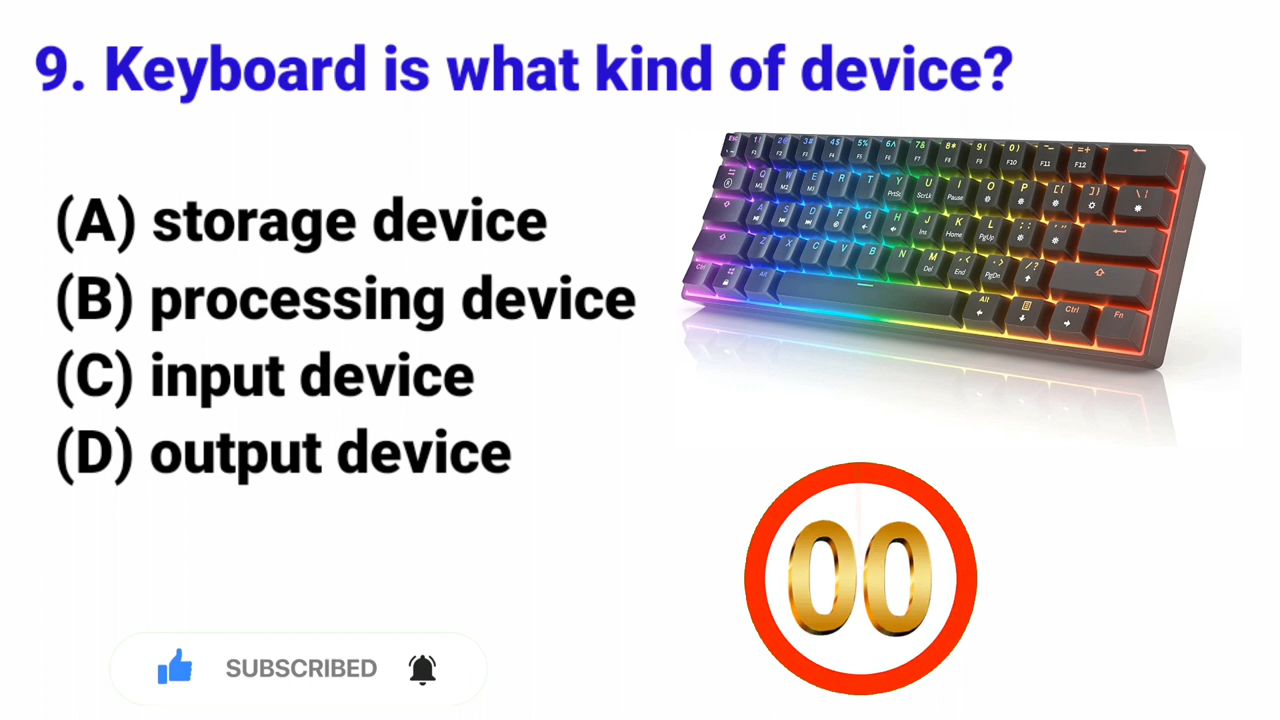 9. Keyboard is what kind of device?
(A) storage device
(B) processing device
(C) input device
(D) output device
00
SUBSCRIBED